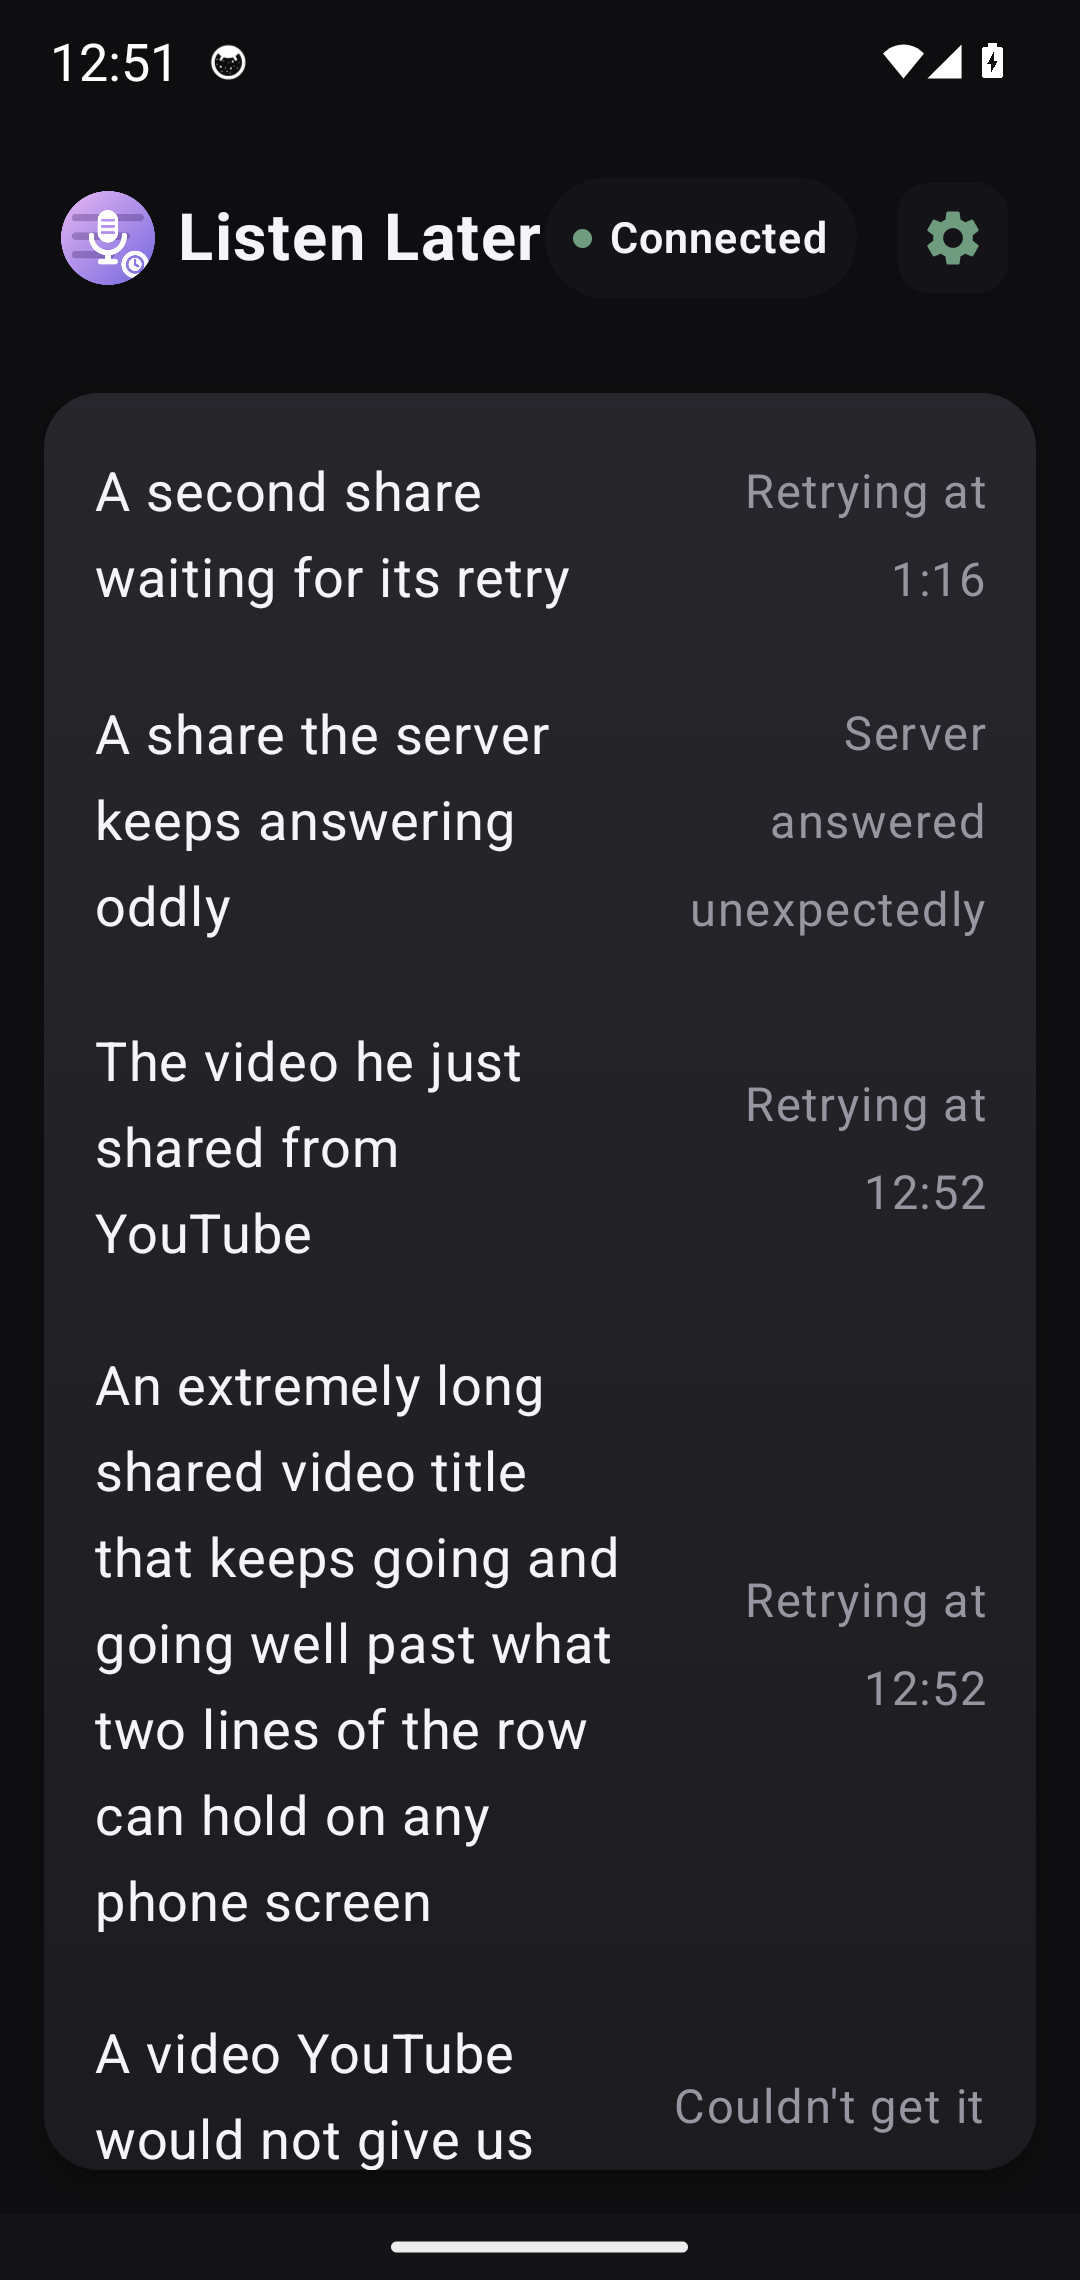 12:51
Listen Later
Connected
A second share
waiting for its retry
Retrying at
1:16
A share the server
keeps answering
oddly
Server
answered
unexpectedly
The video he just
shared from
YouTube
Retrying at
12:52
An extremely long
shared video title
that keeps going and
going well past what
two lines of the row
can hold on any
phone screen
Retrying at
12:52
A video YouTube
would not give us
Couldn't get it